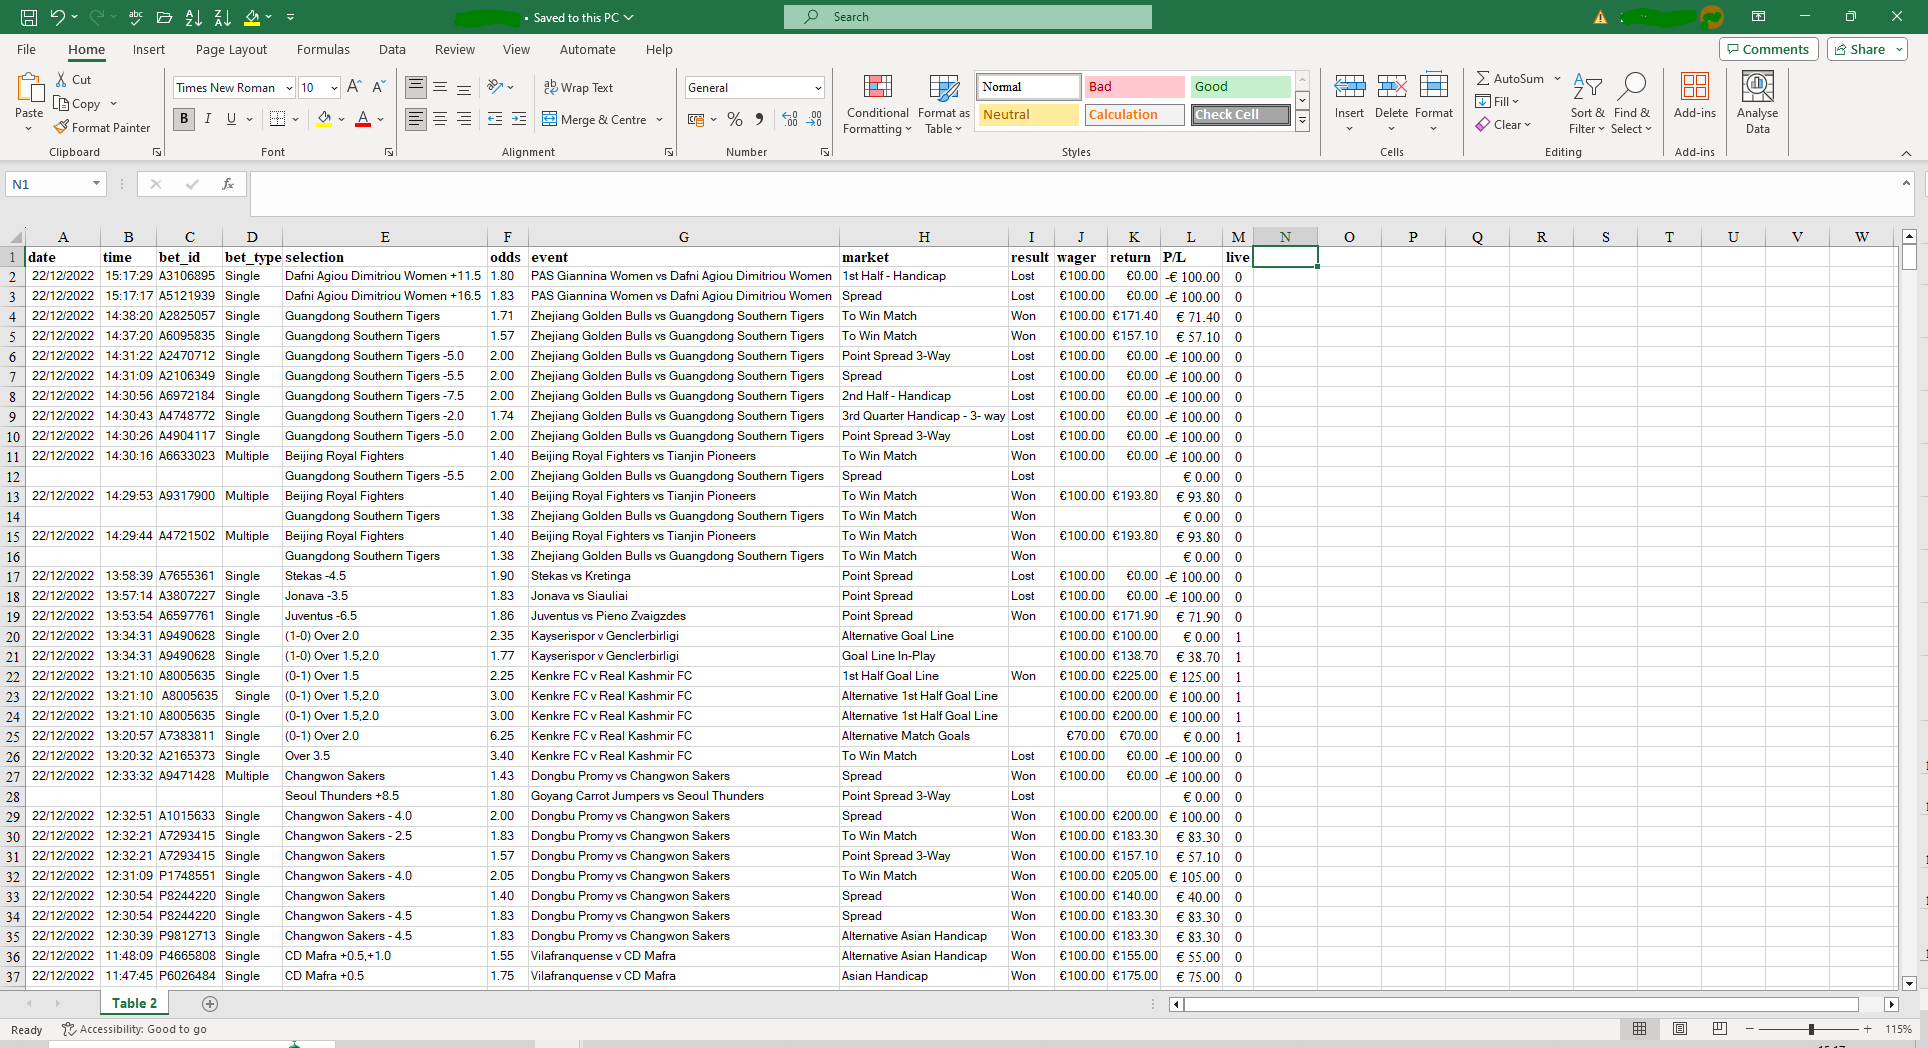 Saved to this PC
Search
File Home Insert Page Layout Formulas Data Review View Automate Help Comments Share
Paste Cut Copy Format Painter Clipboard
Times New Roman 10 B I U Font
Wrap Text Merge & Centre Alignment
General % Number
Conditional Formatting Format as Table Normal Bad Good Neutral Calculation Check Cell Styles
Insert Delete Format Cells
AutoSum Fill Clear Sort & Filter Find & Select Editing
Add-ins Add-ins
Analyse Data
N1 fx
A B C D E F G H I J K L M N O P Q R S T U V W
1 date time bet_id bet_type selection odds event market result wager return P/L live
2 22/12/2022 15:17:29 A3106895 Single Dafni Agiou Dimitriou Women +11.5 1.80 PAS Giannina Women vs Dafni Agiou Dimitriou Women 1st Half - Handicap Lost €100.00 €0.00 -€ 100.00 0
3 22/12/2022 15:17:17 A5121939 Single Dafni Agiou Dimitriou Women +16.5 1.83 PAS Giannina Women vs Dafni Agiou Dimitriou Women Spread Lost €100.00 €0.00 -€ 100.00 0
4 22/12/2022 14:38:20 A2825057 Single Guangdong Southern Tigers 1.71 Zhejiang Golden Bulls vs Guangdong Southern Tigers To Win Match Won €100.00 €171.40 € 71.40 0
5 22/12/2022 14:37:20 A6095835 Single Guangdong Southern Tigers 1.57 Zhejiang Golden Bulls vs Guangdong Southern Tigers To Win Match Won €100.00 €157.10 € 57.10 0
6 22/12/2022 14:31:22 A2470712 Single Guangdong Southern Tigers -5.0 2.00 Zhejiang Golden Bulls vs Guangdong Southern Tigers Point Spread 3-Way Lost €100.00 €0.00 -€ 100.00 0
7 22/12/2022 14:31:09 A2106349 Single Guangdong Southern Tigers -5.5 2.00 Zhejiang Golden Bulls vs Guangdong Southern Tigers Spread Lost €100.00 €0.00 -€ 100.00 0
8 22/12/2022 14:30:56 A6972184 Single Guangdong Southern Tigers -7.5 2.00 Zhejiang Golden Bulls vs Guangdong Southern Tigers 2nd Half - Handicap Lost €100.00 €0.00 -€ 100.00 0
9 22/12/2022 14:30:43 A4748772 Single Guangdong Southern Tigers -2.0 1.74 Zhejiang Golden Bulls vs Guangdong Southern Tigers 3rd Quarter Handicap - 3- way Lost €100.00 €0.00 -€ 100.00 0
10 22/12/2022 14:30:26 A4904117 Single Guangdong Southern Tigers -5.0 2.00 Zhejiang Golden Bulls vs Guangdong Southern Tigers Point Spread 3-Way Lost €100.00 €0.00 -€ 100.00 0
11 22/12/2022 14:30:16 A6633023 Multiple Beijing Royal Fighters 1.40 Beijing Royal Fighters vs Tianjin Pioneers To Win Match Won €100.00 €0.00 -€ 100.00 0
12 Guangdong Southern Tigers -5.5 2.00 Zhejiang Golden Bulls vs Guangdong Southern Tigers Spread Lost € 0.00 0
13 22/12/2022 14:29:53 A9317900 Multiple Beijing Royal Fighters 1.40 Beijing Royal Fighters vs Tianjin Pioneers To Win Match Won €100.00 €193.80 € 93.80 0
14 Guangdong Southern Tigers 1.38 Zhejiang Golden Bulls vs Guangdong Southern Tigers To Win Match Won € 0.00 0
15 22/12/2022 14:29:44 A4721502 Multiple Beijing Royal Fighters 1.40 Beijing Royal Fighters vs Tianjin Pioneers To Win Match Won €100.00 €193.80 € 93.80 0
16 Guangdong Southern Tigers 1.38 Zhejiang Golden Bulls vs Guangdong Southern Tigers To Win Match Won € 0.00 0
17 22/12/2022 13:58:39 A7655361 Single Stekas -4.5 1.90 Stekas vs Kretinga Point Spread Lost €100.00 €0.00 -€ 100.00 0
18 22/12/2022 13:57:14 A3807227 Single Jonava -3.5 1.83 Jonava vs Siauliai Point Spread Lost €100.00 €0.00 -€ 100.00 0
19 22/12/2022 13:53:54 A6597761 Single Juventus -6.5 1.86 Juventus vs Pieno Zvaigzdes Point Spread Won €100.00 €171.90 € 71.90 0
20 22/12/2022 13:34:31 A9490628 Single (1-0) Over 2.0 2.35 Kayserispor v Genclerbirligi Alternative Goal Line €100.00 €100.00 € 0.00 1
21 22/12/2022 13:34:31 A9490628 Single (1-0) Over 1.5,2.0 1.77 Kayserispor v Genclerbirligi Goal Line In-Play €100.00 €138.70 € 38.70 1
22 22/12/2022 13:21:10 A8005635 Single (0-1) Over 1.5 2.25 Kenkre FC v Real Kashmir FC 1st Half Goal Line Won €100.00 €225.00 € 125.00 1
23 22/12/2022 13:21:10 A8005635 Single (0-1) Over 1.5,2.0 3.00 Kenkre FC v Real Kashmir FC Alternative 1st Half Goal Line €100.00 €200.00 € 100.00 1
24 22/12/2022 13:21:10 A8005635 Single (0-1) Over 1.5,2.0 3.00 Kenkre FC v Real Kashmir FC Alternative 1st Half Goal Line €100.00 €200.00 € 100.00 1
25 22/12/2022 13:20:57 A7383811 Single (0-1) Over 2.0 6.25 Kenkre FC v Real Kashmir FC Alternative Match Goals €70.00 €70.00 € 0.00 1
26 22/12/2022 13:20:32 A2165373 Single Over 3.5 3.40 Kenkre FC v Real Kashmir FC To Win Match Lost €100.00 €0.00 -€ 100.00 0
27 22/12/2022 12:33:32 A9471428 Multiple Changwon Sakers 1.43 Dongbu Promy vs Changwon Sakers Spread Won €100.00 €0.00 -€ 100.00 0
28 Seoul Thunders +8.5 1.80 Goyang Carrot Jumpers vs Seoul Thunders Point Spread 3-Way Lost € 0.00 0
29 22/12/2022 12:32:51 A1015633 Single Changwon Sakers - 4.0 2.00 Dongbu Promy vs Changwon Sakers Spread Won €100.00 €200.00 € 100.00 0
30 22/12/2022 12:32:21 A7293415 Single Changwon Sakers - 2.5 1.83 Dongbu Promy vs Changwon Sakers To Win Match Won €100.00 €183.30 € 83.30 0
31 22/12/2022 12:32:21 A7293415 Single Changwon Sakers 1.57 Dongbu Promy vs Changwon Sakers Point Spread 3-Way Won €100.00 €157.10 € 57.10 0
32 22/12/2022 12:31:09 P1748551 Single Changwon Sakers - 4.0 2.05 Dongbu Promy vs Changwon Sakers To Win Match Won €100.00 €205.00 € 105.00 0
33 22/12/2022 12:30:54 P8244220 Single Changwon Sakers 1.40 Dongbu Promy vs Changwon Sakers Spread Won €100.00 €140.00 € 40.00 0
34 22/12/2022 12:30:54 P8244220 Single Changwon Sakers - 4.5 1.83 Dongbu Promy vs Changwon Sakers Spread Won €100.00 €183.30 € 83.30 0
35 22/12/2022 12:30:39 P9812713 Single Changwon Sakers - 4.5 1.83 Dongbu Promy vs Changwon Sakers Alternative Asian Handicap Won €100.00 €183.30 € 83.30 0
36 22/12/2022 11:48:09 P4665808 Single CD Mafra +0.5,+1.0 1.55 Vilafranquense v CD Mafra Alternative Asian Handicap Won €100.00 €155.00 € 55.00 0
37 22/12/2022 11:47:45 P6026484 Single CD Mafra +0.5 1.75 Vilafranquense v CD Mafra Asian Handicap Won €100.00 €175.00 € 75.00 0
Table 2
Ready Accessibility: Good to go 115%